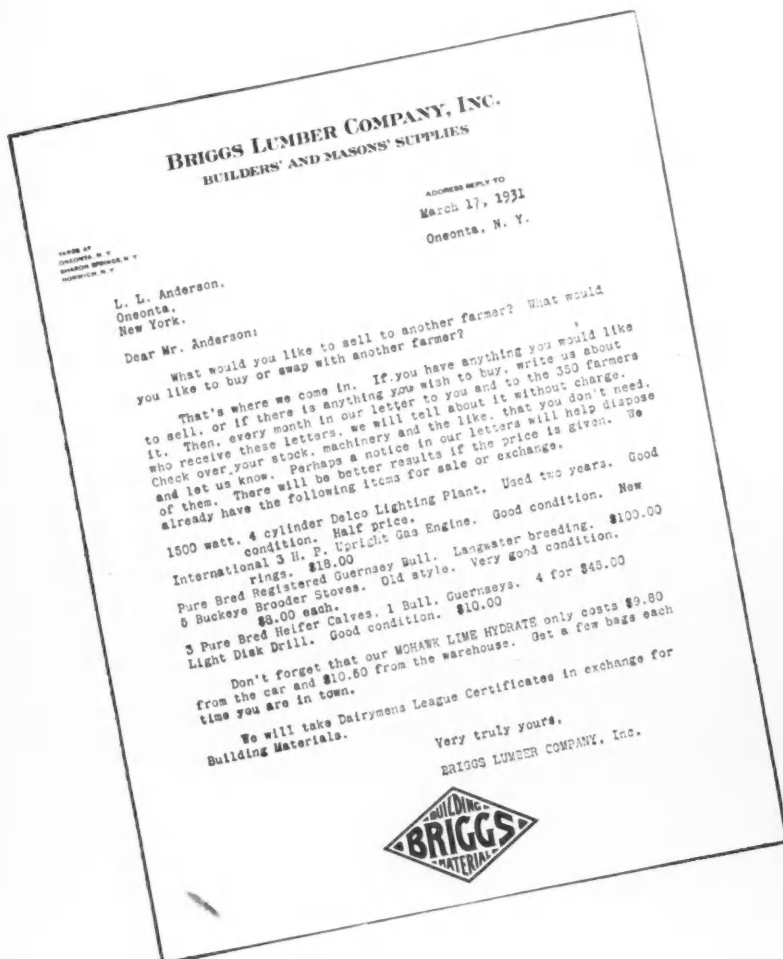 BRIGGS LUMBER COMPANY, INC.
BUILDERS' AND MASONS' SUPPLIES
ADDRESS REPLY TO
March 17, 1931
Oneonta, N. Y.
YARDS AT
ONEONTA, N. Y.
SHARON SPRINGS, N. Y.
NORWICH, N. Y.
L. L. Anderson,
Oneonta,
New York.
Dear Mr. Anderson:
What would you like to sell to another farmer? What would
you like to buy or swap with another farmer?
That's where we come in. If you have anything you would like
to sell, or if there is anything you wish to buy, write us about
it. Then, every month in our letter to you and to the 350 farmers
who receive these letters, we will tell about it without charge.
Check over your stock, machinery and the like, that you don't need,
and let us know. Perhaps a notice in our letters will help dispose
of them. There will be better results if the price is given. We
already have the following items for sale or exchange.
1500 watt, 4 cylinder Delco Lighting Plant. Used two years. Good
condition. Half price.
International 3 H. P. Upright Gas Engine. Good condition. New
rings. $18.00
Pure Bred Registered Guernsey Bull. Langwater breeding. $100.00
5 Buckeye Brooder Stoves. Old style. Very good condition.
$8.00 each.
3 Pure Bred Heifer Calves, 1 Bull, Guernseys. 4 for $45.00
Light Disk Drill. Good condition. $10.00
Don't forget that our MOHAWK LIME HYDRATE only costs $9.80
from the car and $10.50 from the warehouse. Get a few bags each
time you are in town.
We will take Dairymens League Certificates in exchange for
Building Materials.
Very truly yours,
BRIGGS LUMBER COMPANY, Inc.
BUILDING
BRIGGS
MATERIAL